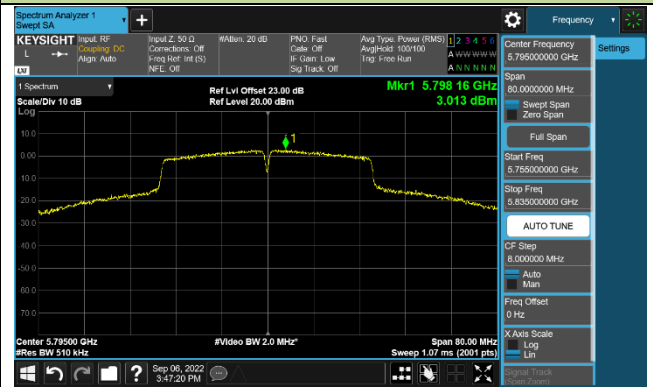 Spectrum Analyzer 1
Swept SA
Frequency
KEYSIGHT
L
LXI
Input: RF
Coupling: DC
Align: Auto
Input Z: 50 Ω
Corrections: Off
Freq Ref: Int (S)
NFE: Off
#Atten: 20 dB
PNO: Fast
Gate: Off
IF Gain: Low
Sig Track: Off
Avg Type: Power (RMS)
Avg|Hold: 100/100
Trig: Free Run
1 2 3 4 5 6
A W W W W W
A N N N N N
1 Spectrum
Scale/Div 10 dB
Log
Ref Lvl Offset 23.00 dB
Ref Level 20.00 dBm
Mkr1 5.798 16 GHz
3.013 dBm
1
10.0
0.00
-10.0
-20.0
-30.0
-40.0
-50.0
-60.0
-70.0
Center 5.79500 GHz
#Res BW 510 kHz
#Video BW 2.0 MHz*
Span 80.00 MHz
Sweep 1.07 ms (2001 pts)
Sep 06, 2022
3:47:20 PM
Center Frequency
5.795000000 GHz
Settings
Span
80.0000000 MHz
Swept Span
Zero Span
Full Span
Start Freq
5.755000000 GHz
Stop Freq
5.835000000 GHz
AUTO TUNE
CF Step
8.000000 MHz
Auto
Man
Freq Offset
0 Hz
X Axis Scale
Log
Lin
Signal Track
(Span Zoom)